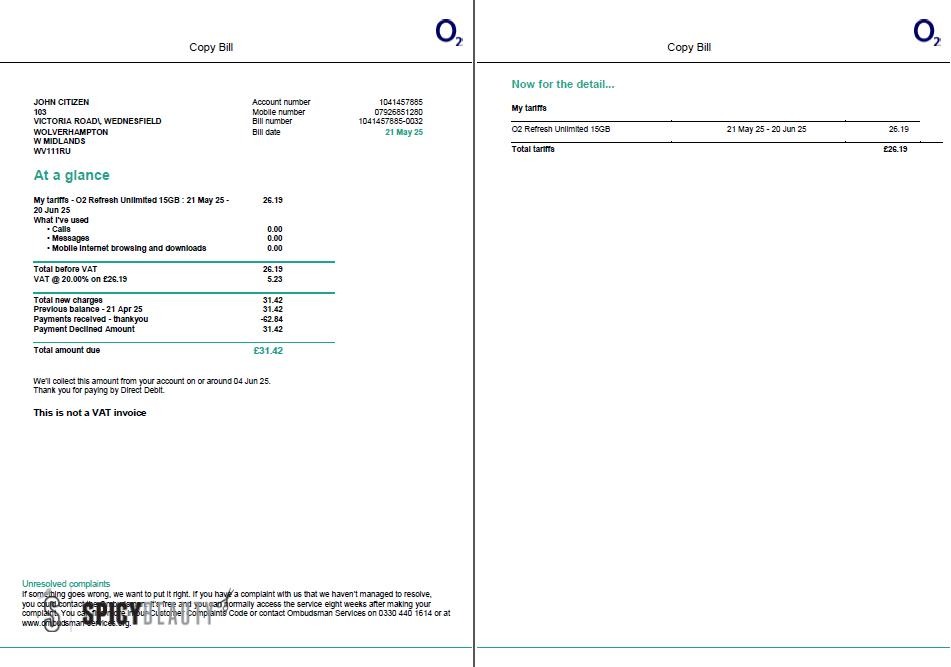 Copy Bill
O2
JOHN CITIZEN
103
VICTORIA ROAD\, WEDNESFIELD
WOLVERHAMPTON
W MIDLANDS
WV111RU
Account number 1041457885
Mobile number 07926851280
Bill number 1041457885-0032
Bill date 21 May 25
At a glance
My tariffs - O2 Refresh Unlimited 15GB : 21 May 25 - 26.19
20 Jun 25
What I've used
• Calls 0.00
• Messages 0.00
• Mobile Internet browsing and downloads 0.00
Total before VAT 26.19
VAT @ 20.00% on £26.19 5.23
Total new charges 31.42
Previous balance - 21 Apr 25 31.42
Payments received - thankyou -62.84
Payment Declined Amount 31.42
Total amount due £31.42
We'll collect this amount from your account on or around 04 Jun 25.
Thank you for paying by Direct Debit.
This is not a VAT invoice
Unresolved complaints
If something goes wrong, we want to put it right. If you have a complaint with us that we haven't managed to resolve,
you could contact the Ombudsman. It's free and you can normally access the service eight weeks after making your
complaint. You can find more in our Customer Complaints Code or contact Ombudsman Services on 0330 440 1614 or at
www.ombudsman-services.org.
SPICYBEAUTY
Copy Bill
O2
Now for the detail...
My tariffs
O2 Refresh Unlimited 15GB 21 May 25 - 20 Jun 25 26.19
Total tariffs £26.19